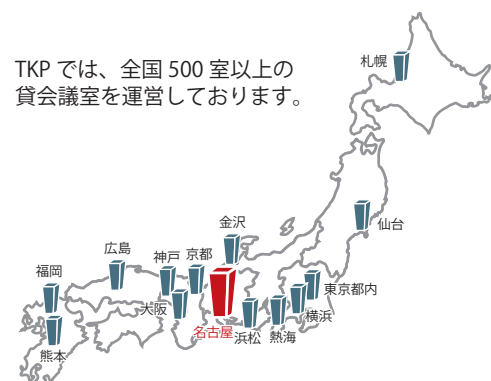 TKP では、全国 500 室以上の
貸会議室を運営しております。
札幌
仙台
金沢
広島
神戸
京都
福岡
東京都内
大阪
横浜
名古屋
浜松
熱海
熊本